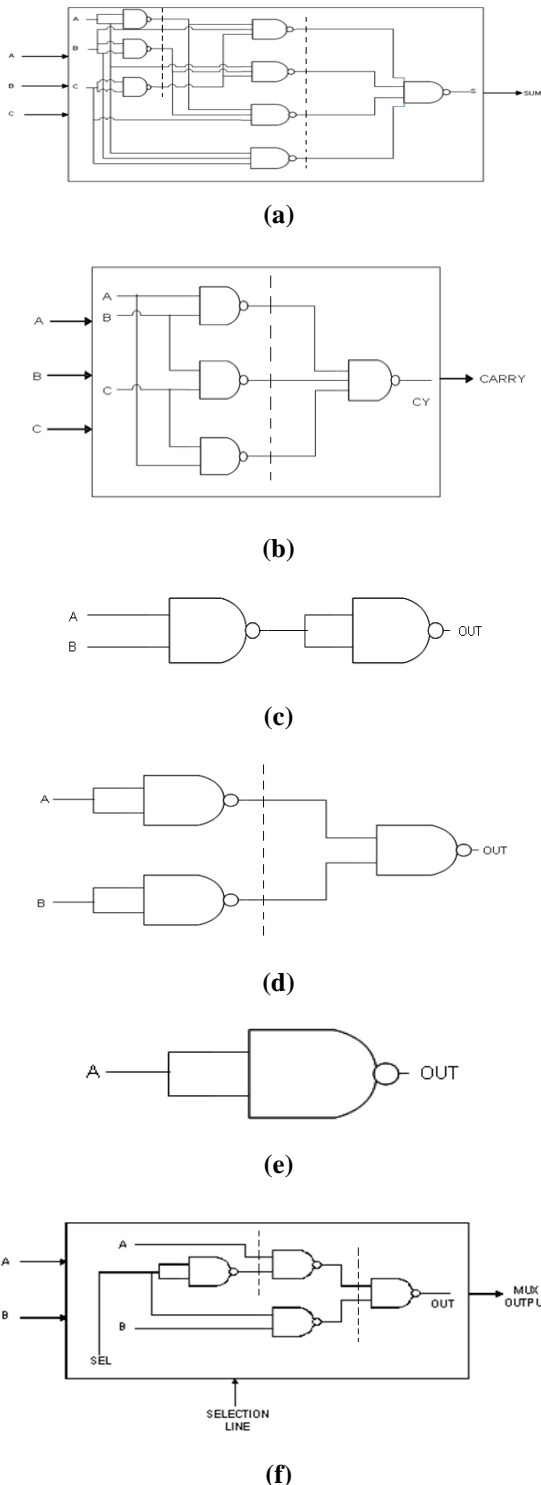 A
B
C
A
B
C
S
SUM
(a)
A
B
C
A
B
C
CY
CARRY
(b)
A
B
OUT
(c)
A
B
OUT
(d)
A
OUT
(e)
A
B
A
B
SEL
OUT
MUX
OUTPU
SELECTION
LINE
(f)